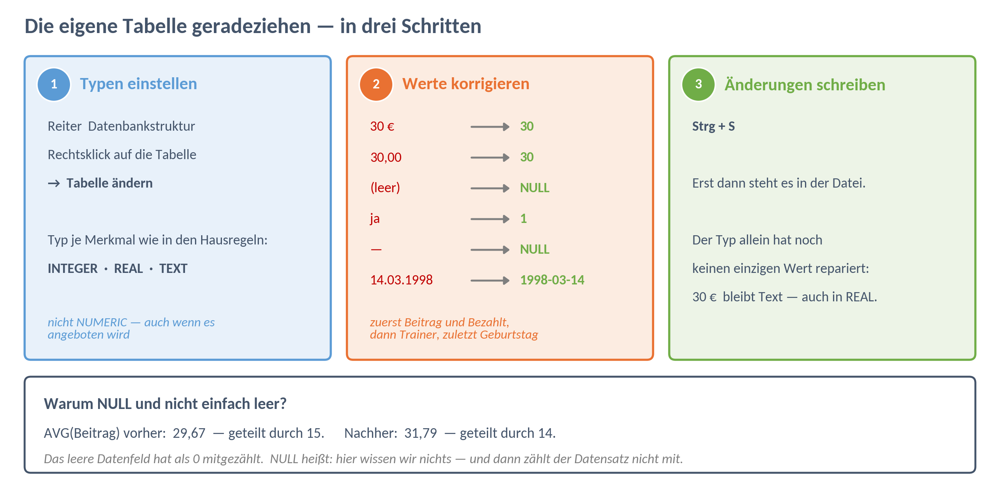 Die eigene Tabelle geradeziehen — in drei Schritten
1 Typen einstellen
Reiter Datenbankstruktur
Rechtsklick auf die Tabelle
→ Tabelle ändern
Typ je Merkmal wie in den Hausregeln:
INTEGER · REAL · TEXT
nicht NUMERIC — auch wenn es
angeboten wird
2 Werte korrigieren
30 € → 30
30,00 → 30
(leer) → NULL
ja → 1
— → NULL
14.03.1998 → 1998-03-14
zuerst Beitrag und Bezahlt,
dann Trainer, zuletzt Geburtstag
3 Änderungen schreiben
Strg + S
Erst dann steht es in der Datei.
Der Typ allein hat noch
keinen einzigen Wert repariert:
30 € bleibt Text — auch in REAL.
Warum NULL und nicht einfach leer?
AVG(Beitrag) vorher: 29,67 — geteilt durch 15. Nachher: 31,79 — geteilt durch 14.
Das leere Datenfeld hat als 0 mitgezählt. NULL heißt: hier wissen wir nichts — und dann zählt der Datensatz nicht mit.